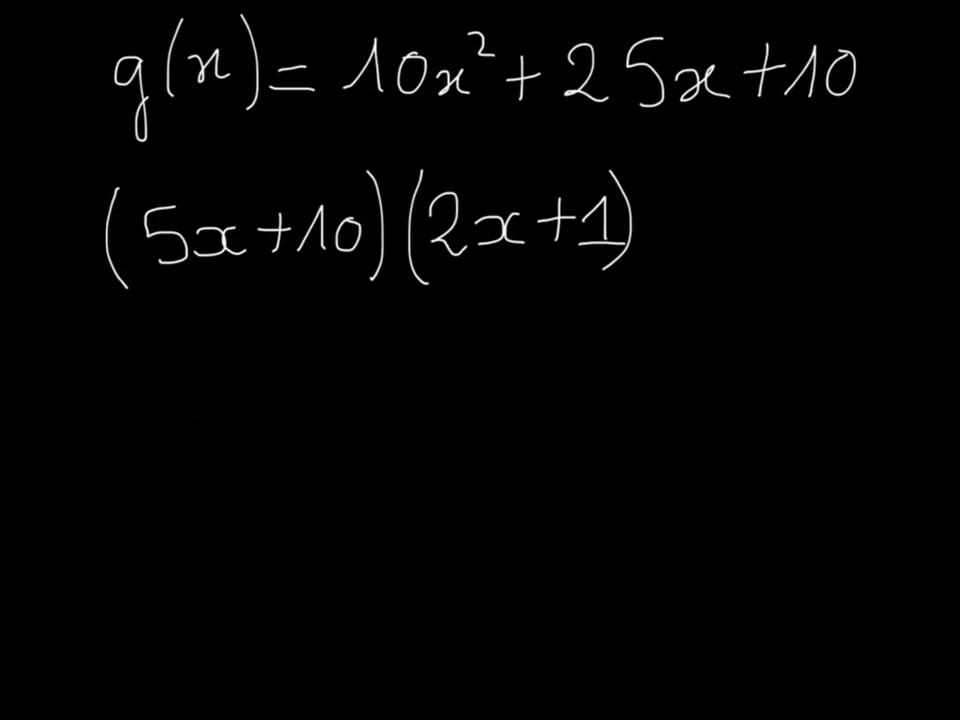 g(x) = 10x² + 25x + 10
(5x + 10)(2x + 1)